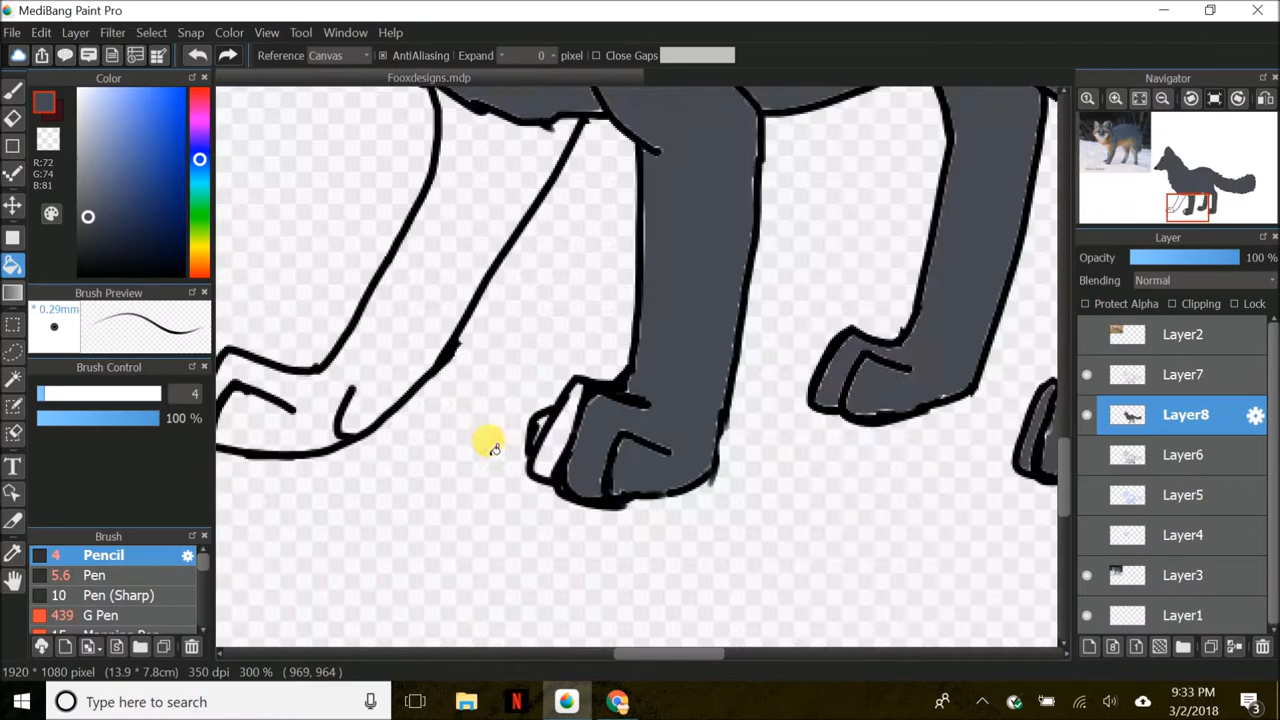 MediBang Paint Pro
File Edit Layer Filter Select Snap Color View Tool Window Help
Reference Canvas AntiAliasing Expand 0 pixel Close Gaps
Color
Fooxdesigns.mdp
Navigator
R:72
G:74
B:81
Layer
Opacity 100 %
Blending Normal
Protect Alpha Clipping Lock
Brush Preview
* 0.29mm
Brush Control
4
100 %
Layer2
Layer7
Layer8
Layer6
Layer5
Layer4
Layer3
Layer1
Brush
4 Pencil
5.6 Pen
10 Pen (Sharp)
439 G Pen
15 Mapping Pen
1920 * 1080 pixel (13.9 * 7.8cm) 350 dpi 300 % ( 969, 964 )
Type here to search
9:33 PM
3/2/2018
3